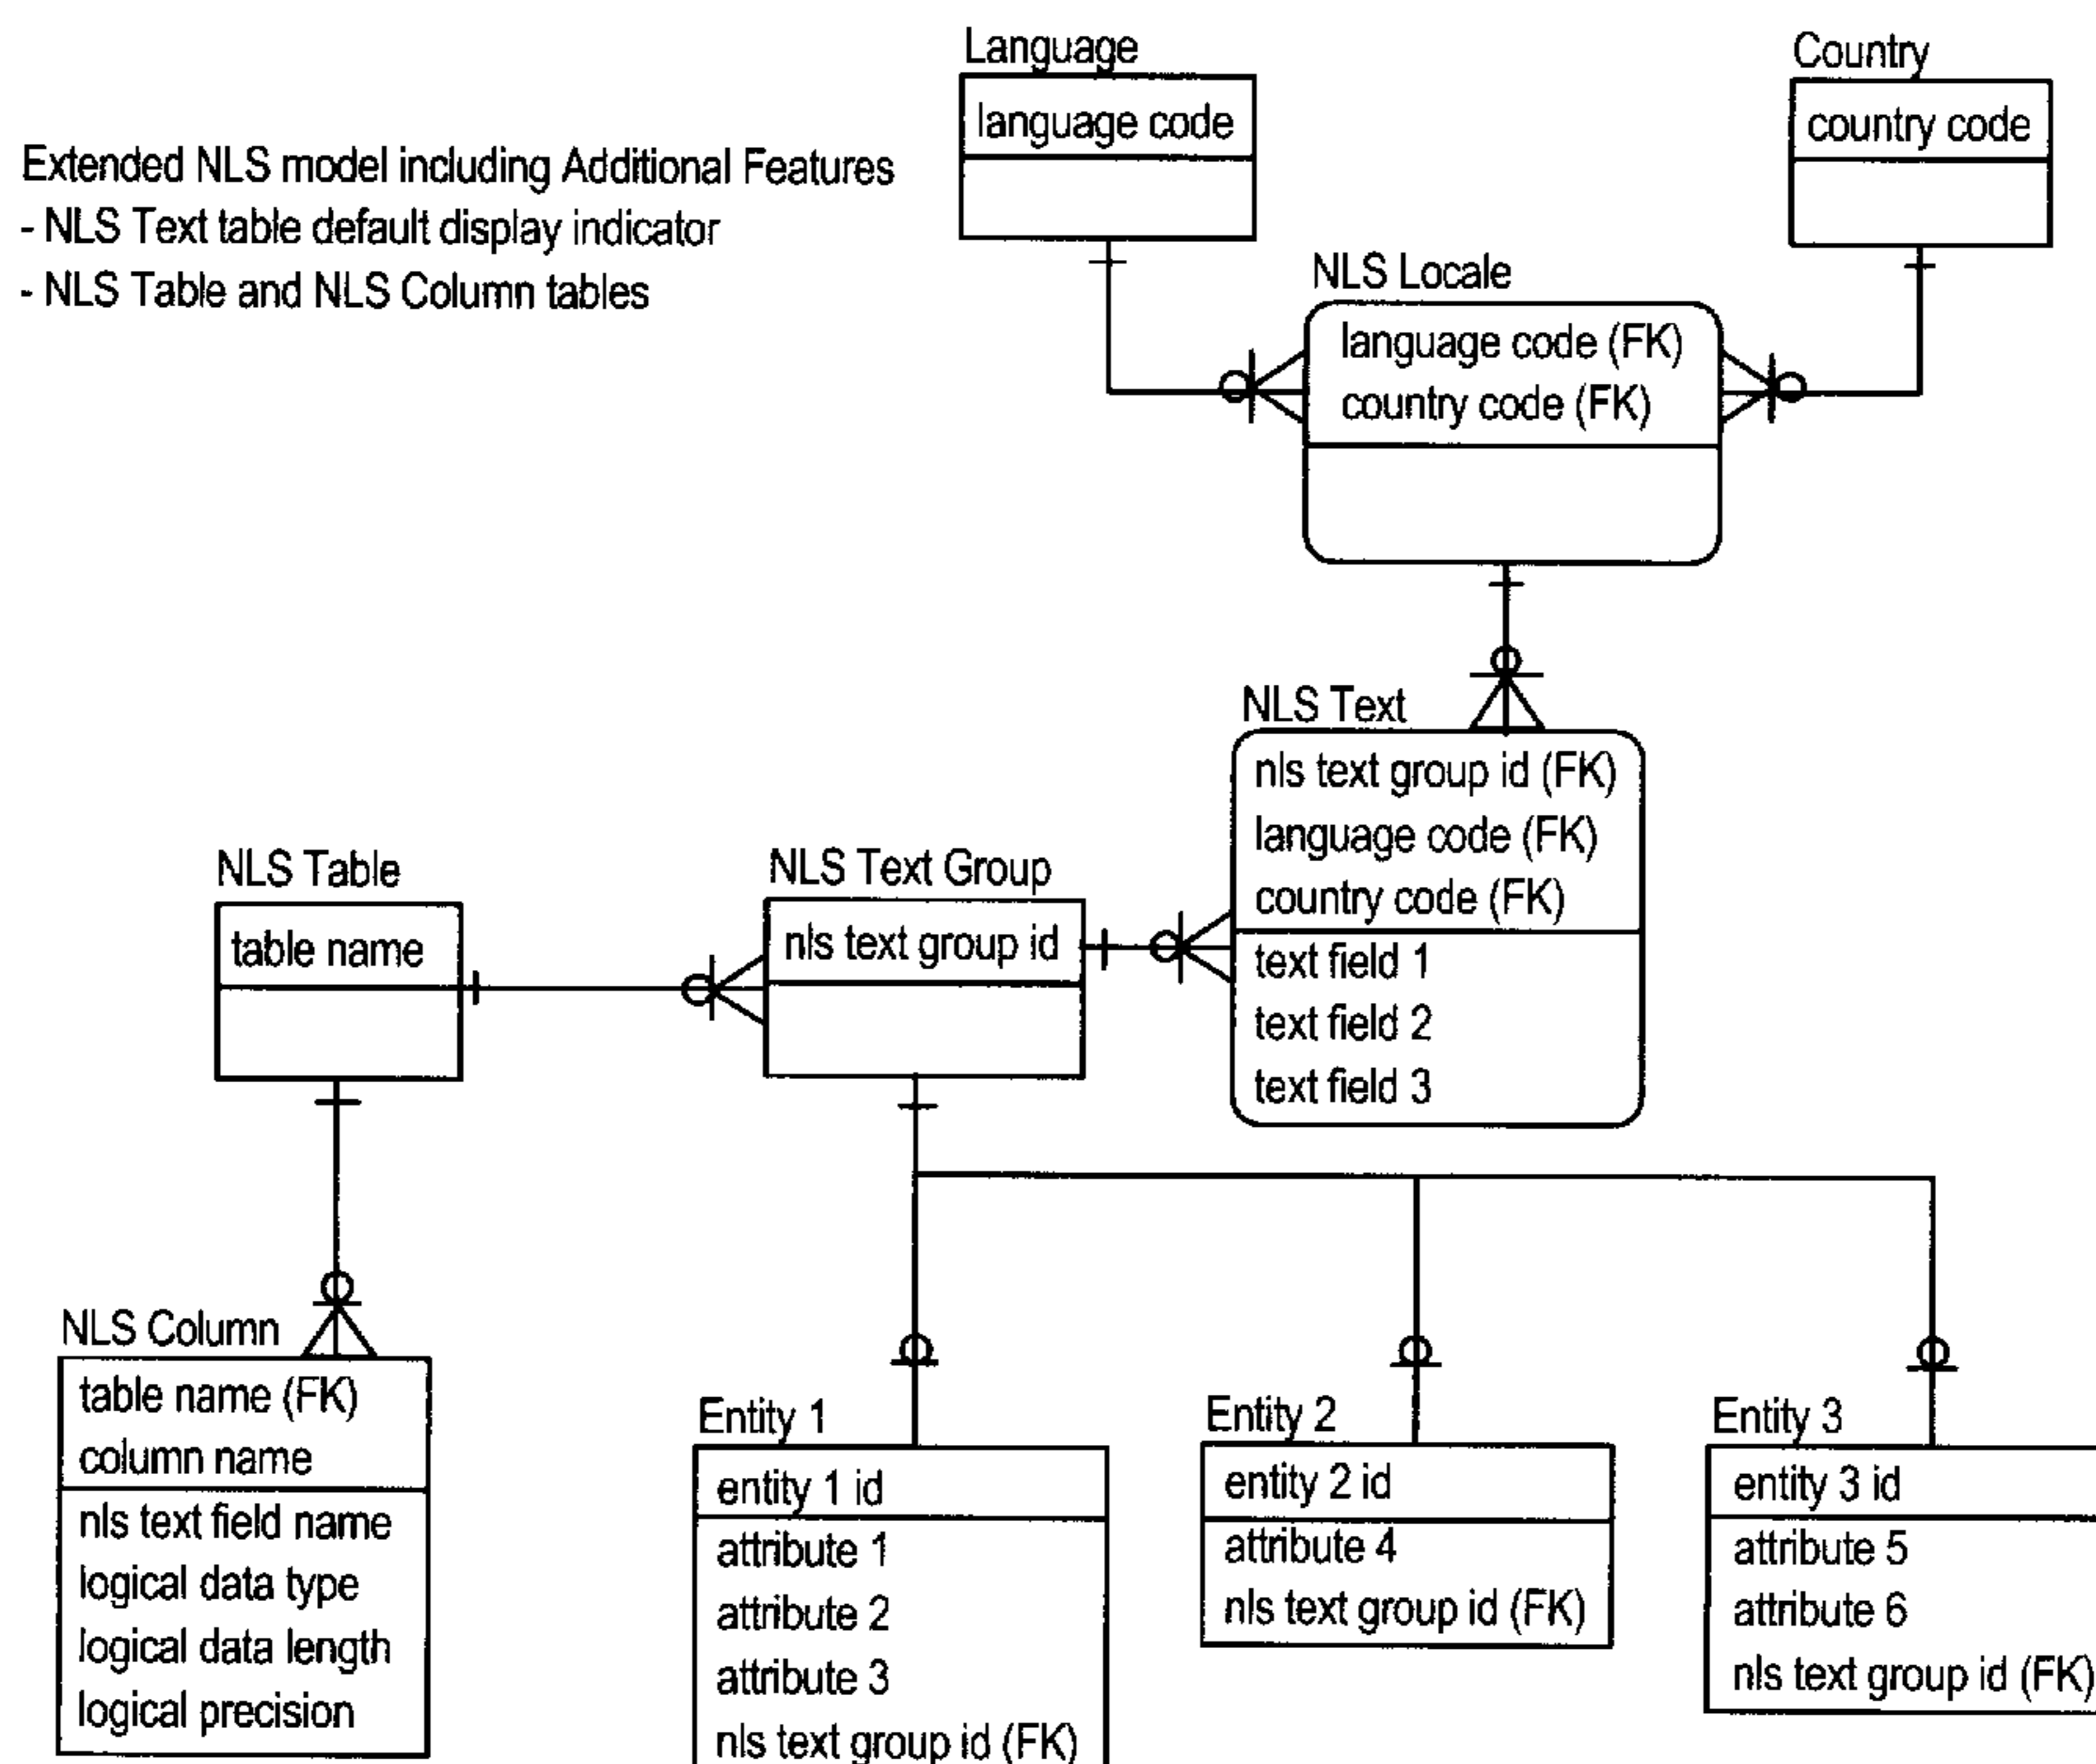 Extended NLS model including Additional Features
- NLS Text table default display indicator
- NLS Table and NLS Column tables
Language
language code
Country
country code
NLS Locale
language code (FK)
country code (FK)
NLS Text
nls text group id (FK)
language code (FK)
country code (FK)
text field 1
text field 2
text field 3
NLS Table
table name
NLS Text Group
nls text group id
NLS Column
table name (FK)
column name
nls text field name
logical data type
logical data length
logical precision
Entity 1
entity 1 id
attribute 1
attribute 2
attribute 3
nls text group id (FK)
Entity 2
entity 2 id
attribute 4
nls text group id (FK)
Entity 3
entity 3 id
attribute 5
attribute 6
nls text group id (FK)